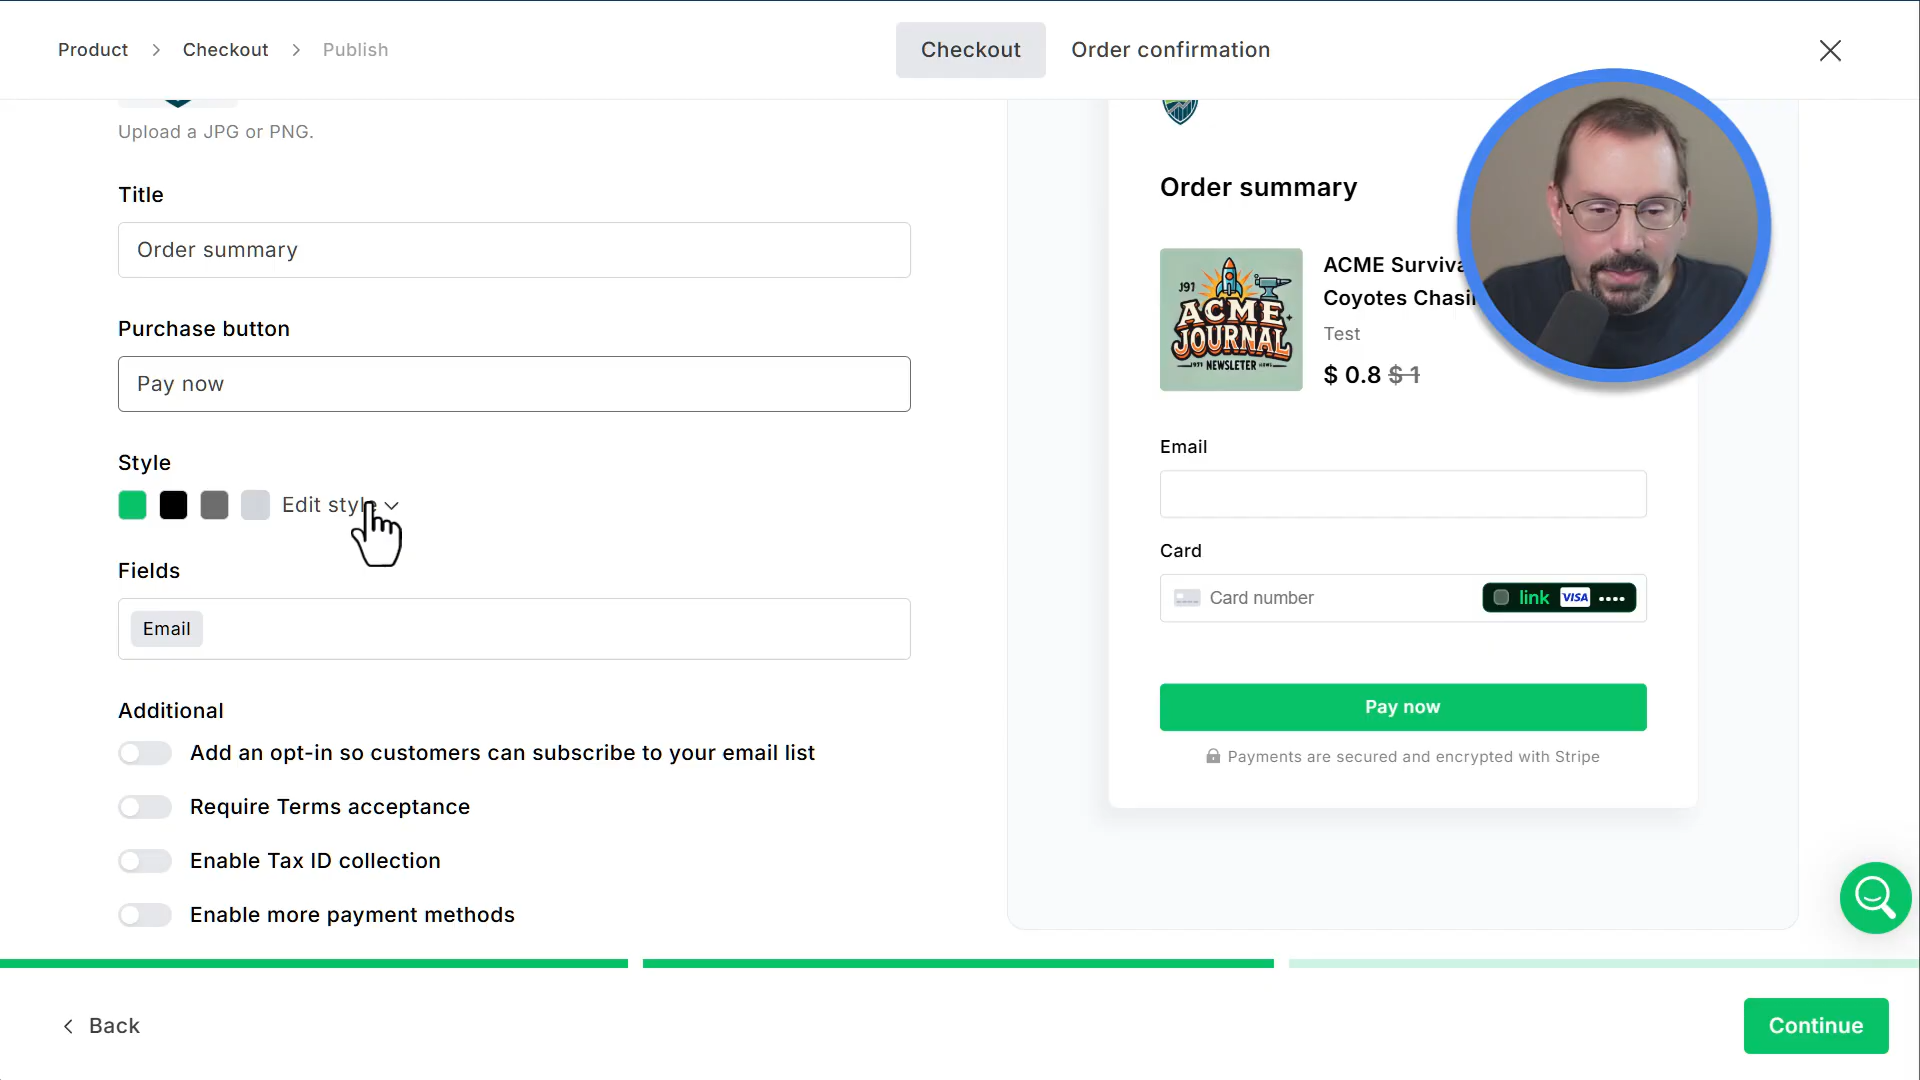 Product
Checkout
Publish
Checkout
Order confirmation
Upload a JPG or PNG.
Title
Order summary
Purchase button
Pay now
Style
Edit style
Fields
Email
Additional
Add an opt-in so customers can subscribe to your email list
Require Terms acceptance
Enable Tax ID collection
Enable more payment methods
Order summary
J91
ACME
JOURNAL
NEWSLETER
ACME Surviva
Coyotes Chasi
Test
$ 0.8 $ 1
Email
Card
Card number
link VISA ••••
Pay now
Payments are secured and encrypted with Stripe
Back
Continue